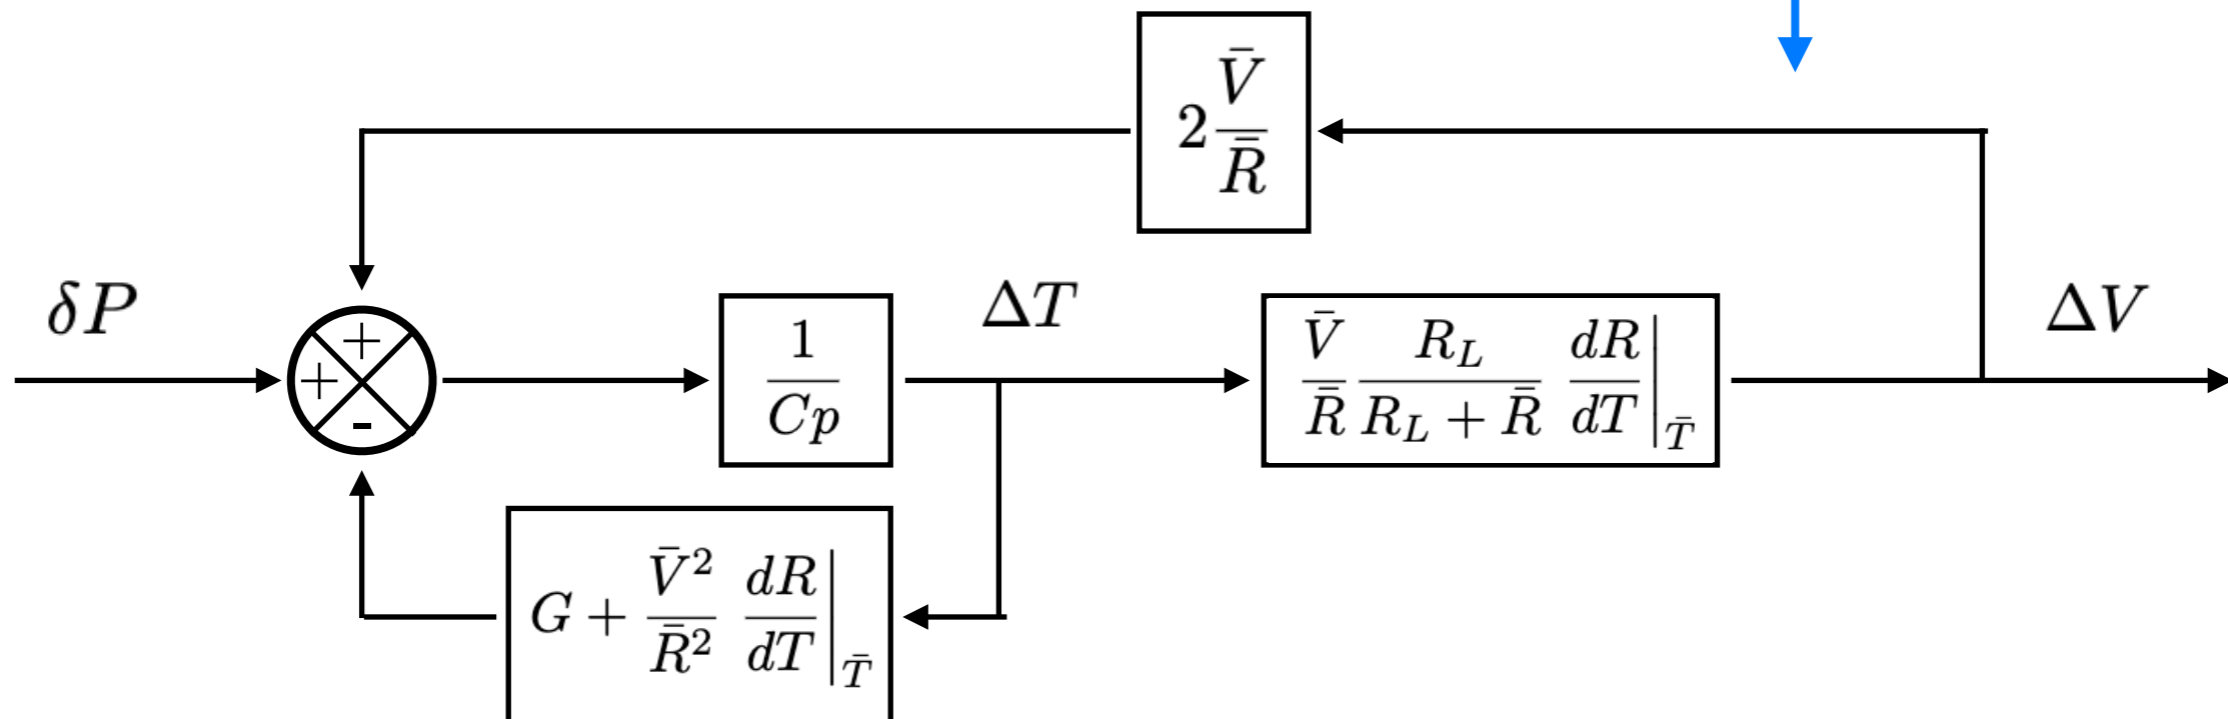 2 V̄/R̄
δP
+
+
-
1/Cp
ΔT
V̄/R̄ R_L/(R_L + R̄) dR/dT|_T̄
ΔV
G + V̄²/R̄² dR/dT|_T̄